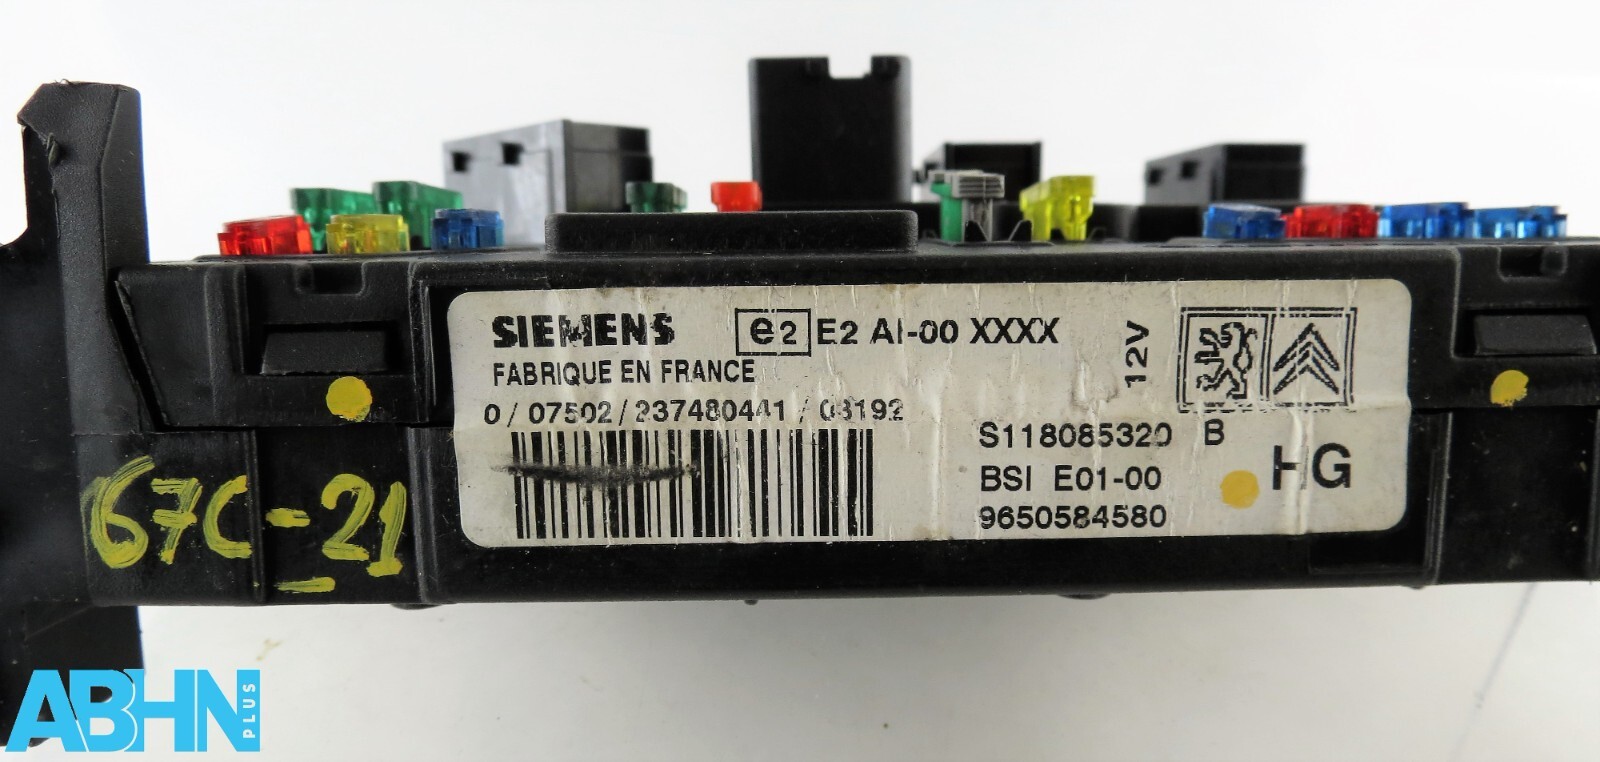 SIEMENS e2 E2 AI-00 XXXX
FABRIQUE EN FRANCE
0/ 07502/237480441 / 03192
12V
S118085320 B
BSI E01-00
HG
9650584580
67C-21
ABHN PLUS